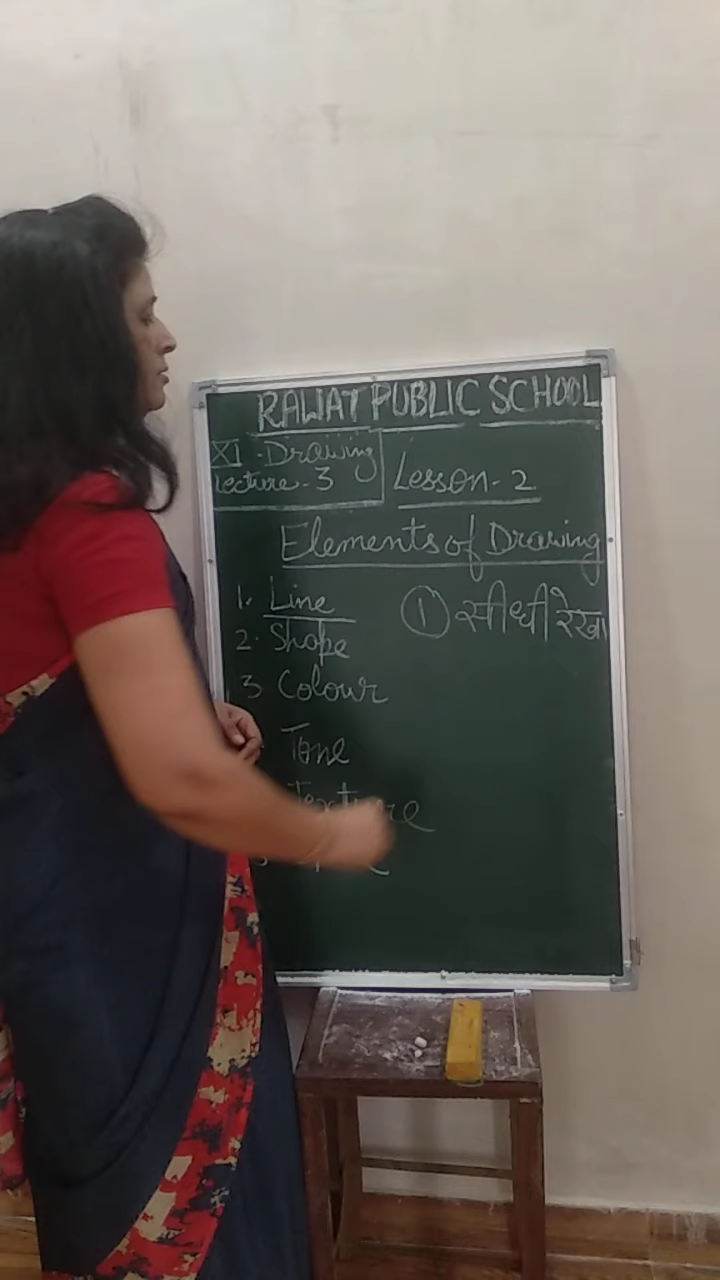 RAWAT PUBLIC SCHOOL
XI - Drawing
Lecture - 3
Lesson - 2
Elements of Drawing
1. Line
① सीधी रेखा
2. Shape
3 Colour
Tone
Texture